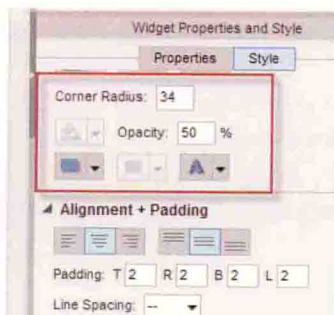 Widget Properties and Style
Properties Style
Corner Radius: 34
Opacity: 50 %
A
Alignment + Padding
Padding: T 2 R 2 B 2 L 2
Line Spacing: --